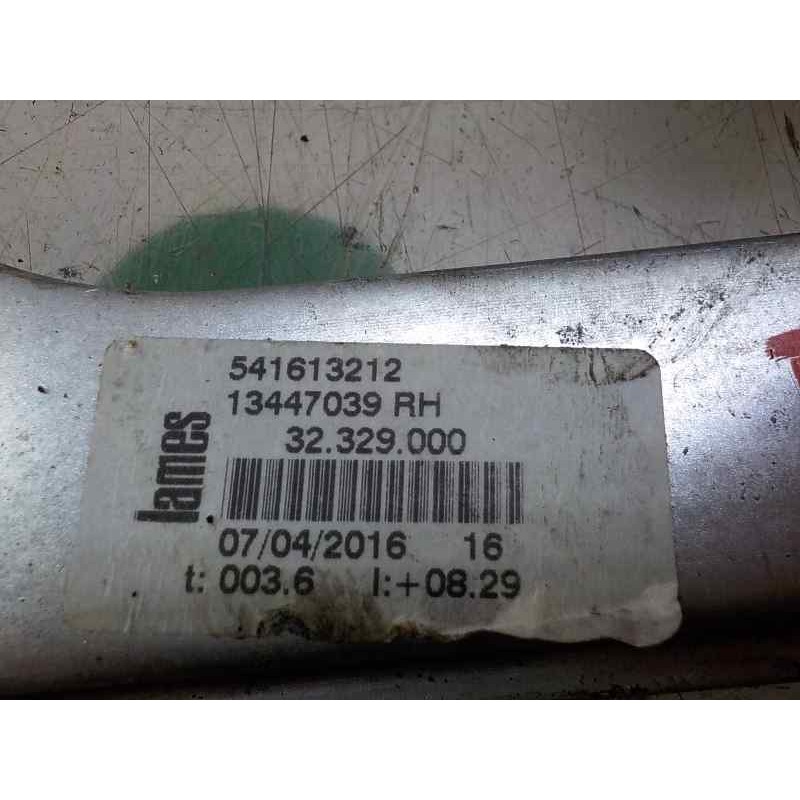 541613212
13447039 RH
32.329.000
lames
07/04/2016 16
t: 003.6 l:+08.29